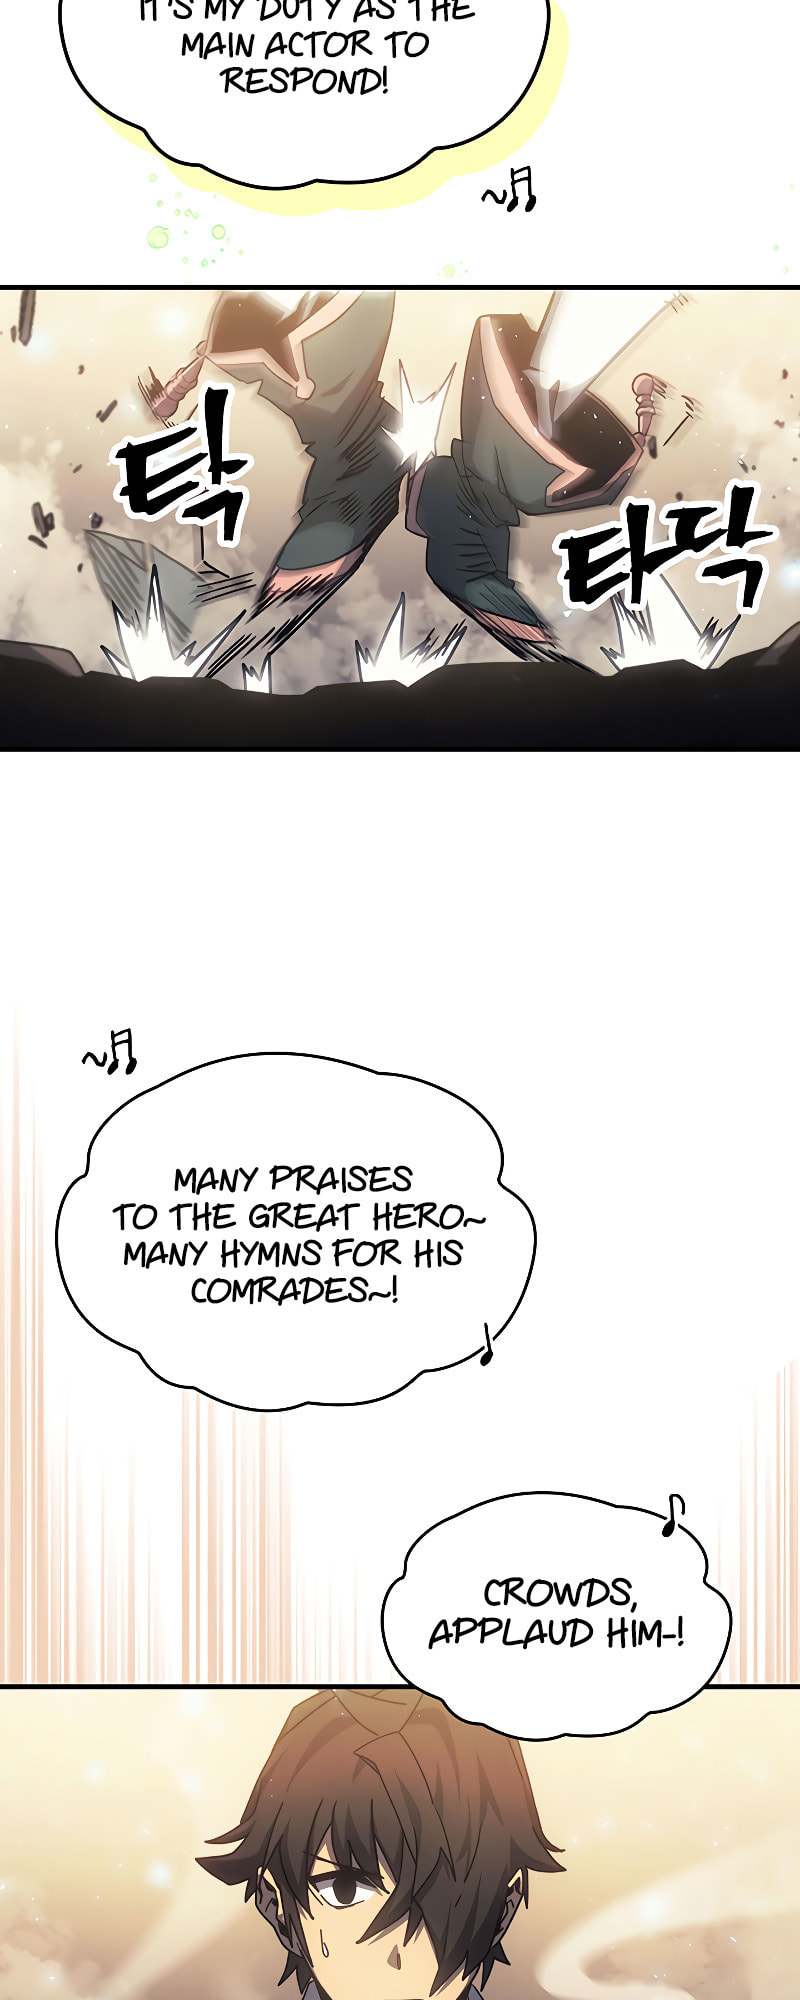 IT'S MY DUTY AS THE
MAIN ACTOR TO
RESPOND!
탁
타닥
MANY PRAISES
TO THE GREAT HERO~
MANY HYMNS FOR HIS
COMRADES~!
CROWDS,
APPLAUD HIM-!